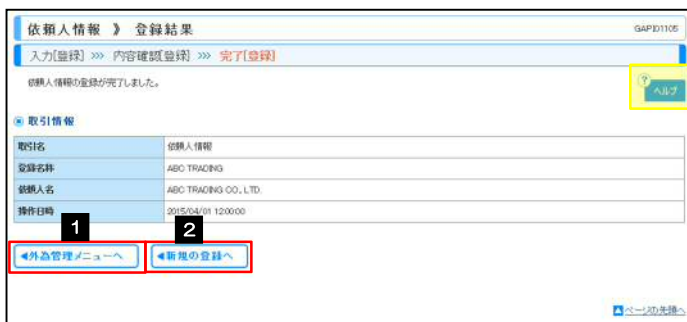 依頼人情報 》 登録結果
GAPID1105
入力[登録] >>> 内容確認[登録] >>> 完了[登録]
依頼人情報の登録が完了しました。
? ヘルプ
取引情報
取引名 依頼人情報
登録名称 ABC TRADING
依頼人名 ABC TRADING CO., LTD.
操作日時 2015/04/01 12:00:00
1 2
◀外為管理メニューへ ◀新規の登録へ
▲ページの先頭へ